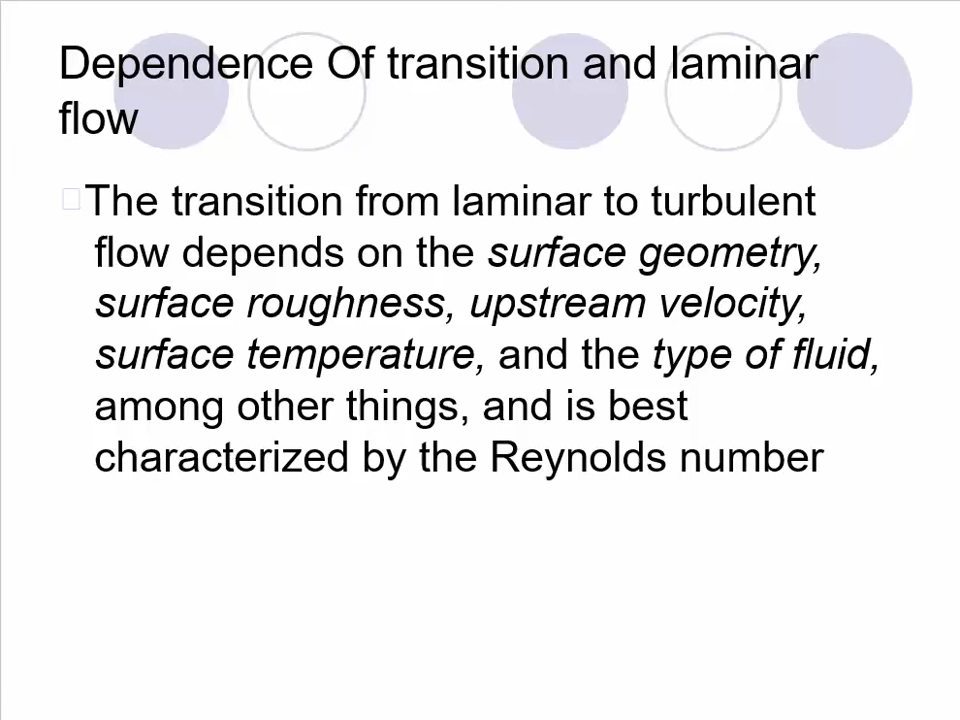 Dependence Of transition and laminar
flow
The transition from laminar to turbulent
flow depends on the surface geometry,
surface roughness, upstream velocity,
surface temperature, and the type of fluid,
among other things, and is best
characterized by the Reynolds number